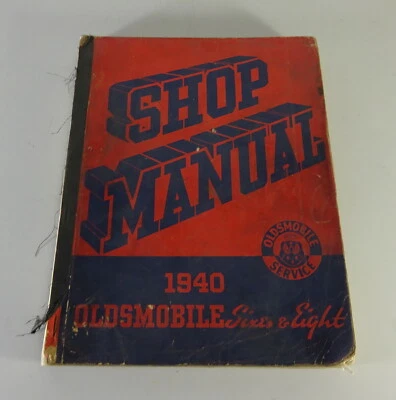 SHOP
MANUAL
OLDSMOBILE
SERVICE
1940
OLDSMOBILE Sixes & Eight